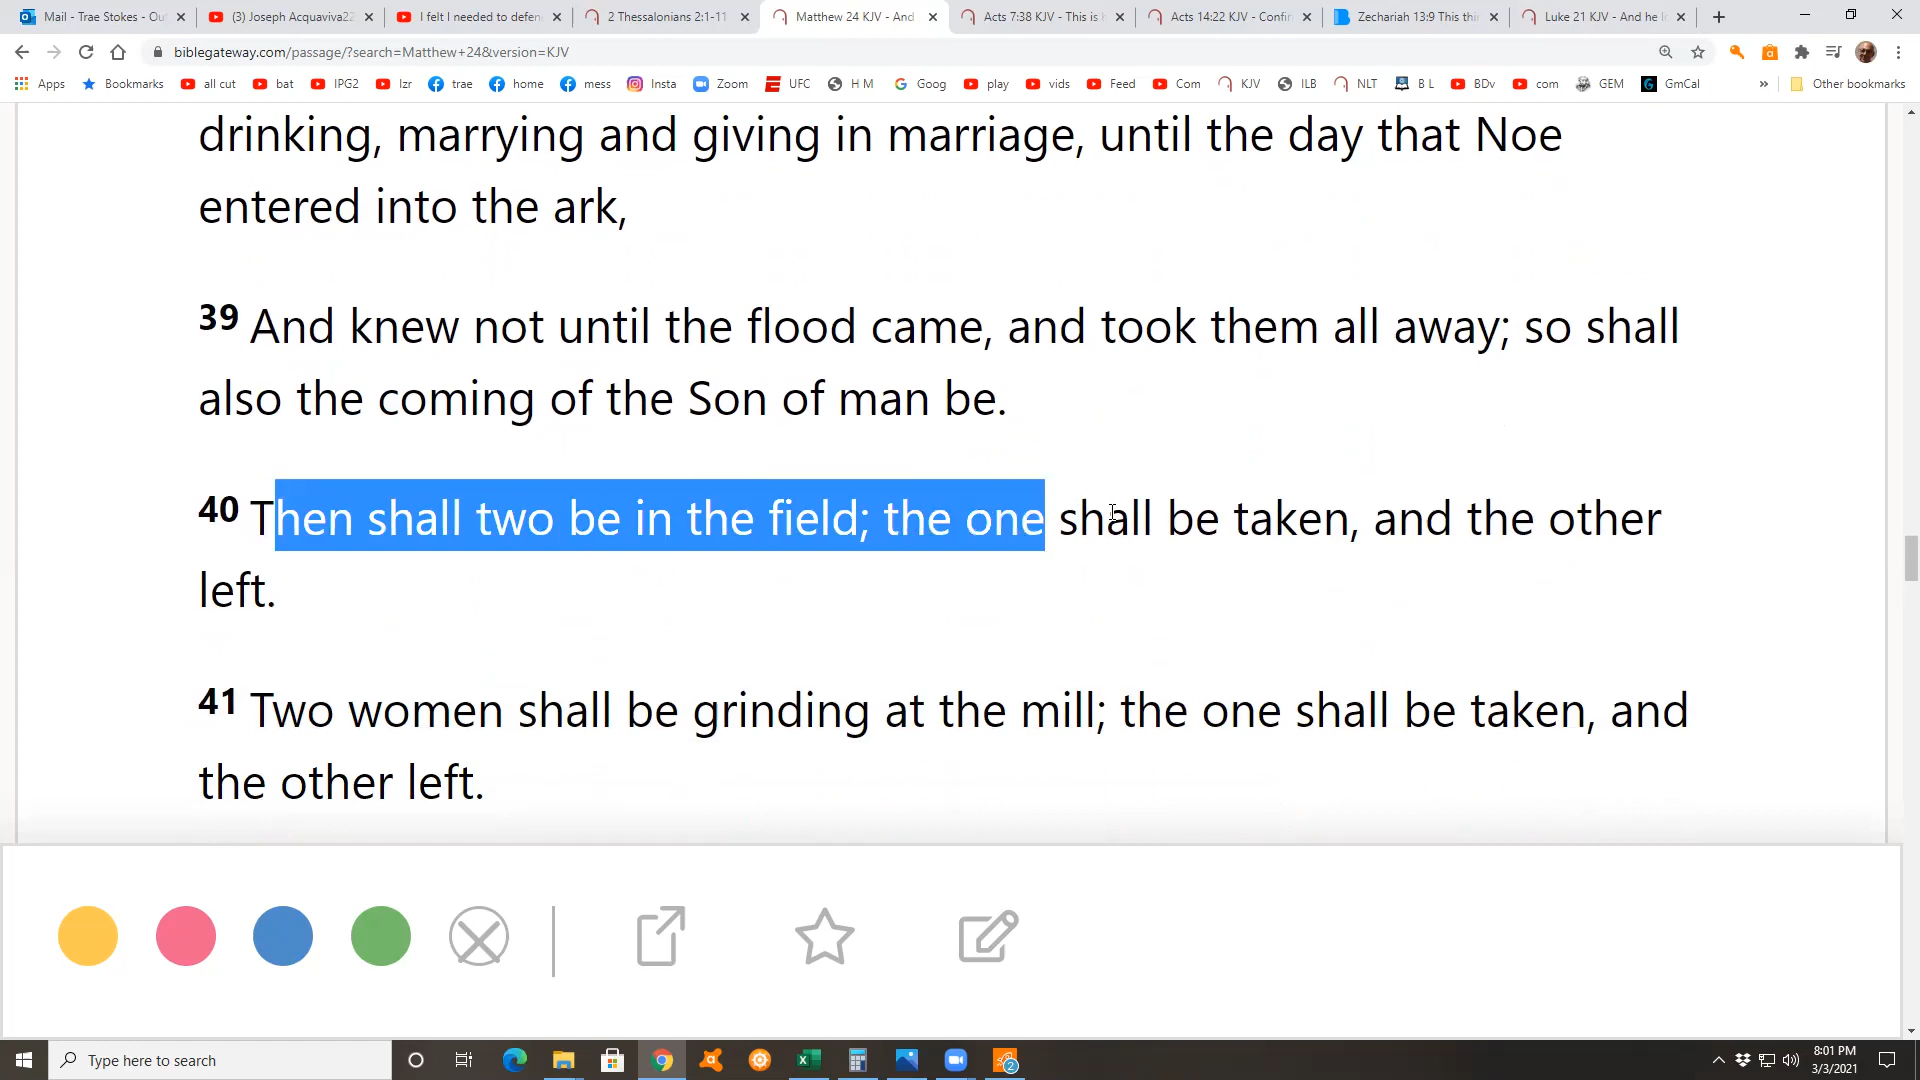 Mail - Trae Stokes - Ou
(3) Joseph Acquaviva22
I felt I needed to defen
2 Thessalonians 2:1-11
Matthew 24 KJV - And
Acts 7:38 KJV - This is
Acts 14:22 KJV - Confir
Zechariah 13:9 This thi
Luke 21 KJV - And he l
biblegateway.com/passage/?search=Matthew+24&version=KJV
Apps Bookmarks all cut bat IPG2 lzr trae home mess Insta Zoom UFC H M Goog play vids Feed Com KJV ILB NLT B L BDv com GEM GmCal » Other bookmarks
drinking, marrying and giving in marriage, until the day that Noe
entered into the ark,
39 And knew not until the flood came, and took them all away; so shall
also the coming of the Son of man be.
40 Then shall two be in the field; the one shall be taken, and the other
left.
41 Two women shall be grinding at the mill; the one shall be taken, and
the other left.
Type here to search
2
8:01 PM
3/3/2021